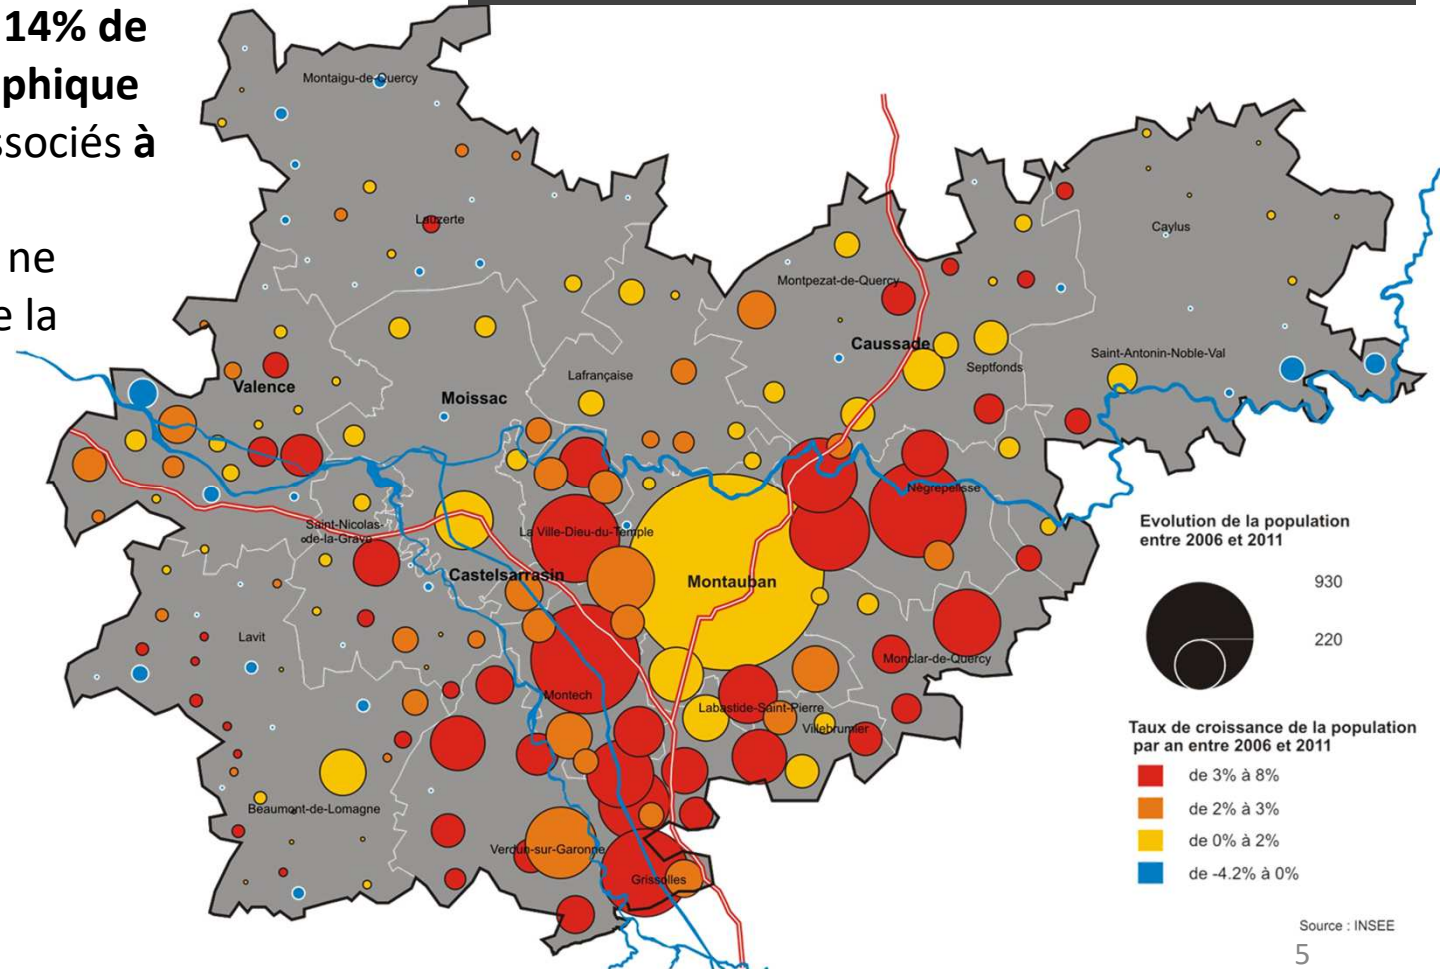 14% de
phique
ssociés à
ne
e la
Montaigu-de-Quercy
Lauzerte
Caylus
Montpezat-de-Quercy
Caussade
Septfonds
Saint-Antonin-Noble-Val
Lafrançaise
Valence
Moissac
Nègrepelisse
Saint-Nicolas-
de-la-Grave
La Ville-Dieu-du-Temple
Castelsarrasin
Montauban
Lavit
Monclar-de-Quercy
Montech
Labastide-Saint-Pierre
Villebrumier
Beaumont-de-Lomagne
Verdun-sur-Garonne
Grissolles
Evolution de la population
entre 2006 et 2011
930
220
Taux de croissance de la population
par an entre 2006 et 2011
de 3% à 8%
de 2% à 3%
de 0% à 2%
de -4.2% à 0%
Source : INSEE
5